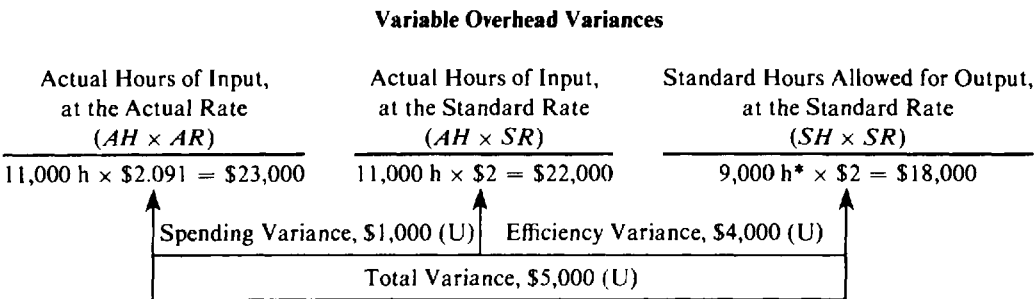 Variable Overhead Variances
Actual Hours of Input,
at the Actual Rate
(AH × AR)
11,000 h × $2.091 = $23,000
Actual Hours of Input,
at the Standard Rate
(AH × SR)
11,000 h × $2 = $22,000
Standard Hours Allowed for Output,
at the Standard Rate
(SH × SR)
9,000 h* × $2 = $18,000
Spending Variance, $1,000 (U)
Efficiency Variance, $4,000 (U)
Total Variance, $5,000 (U)